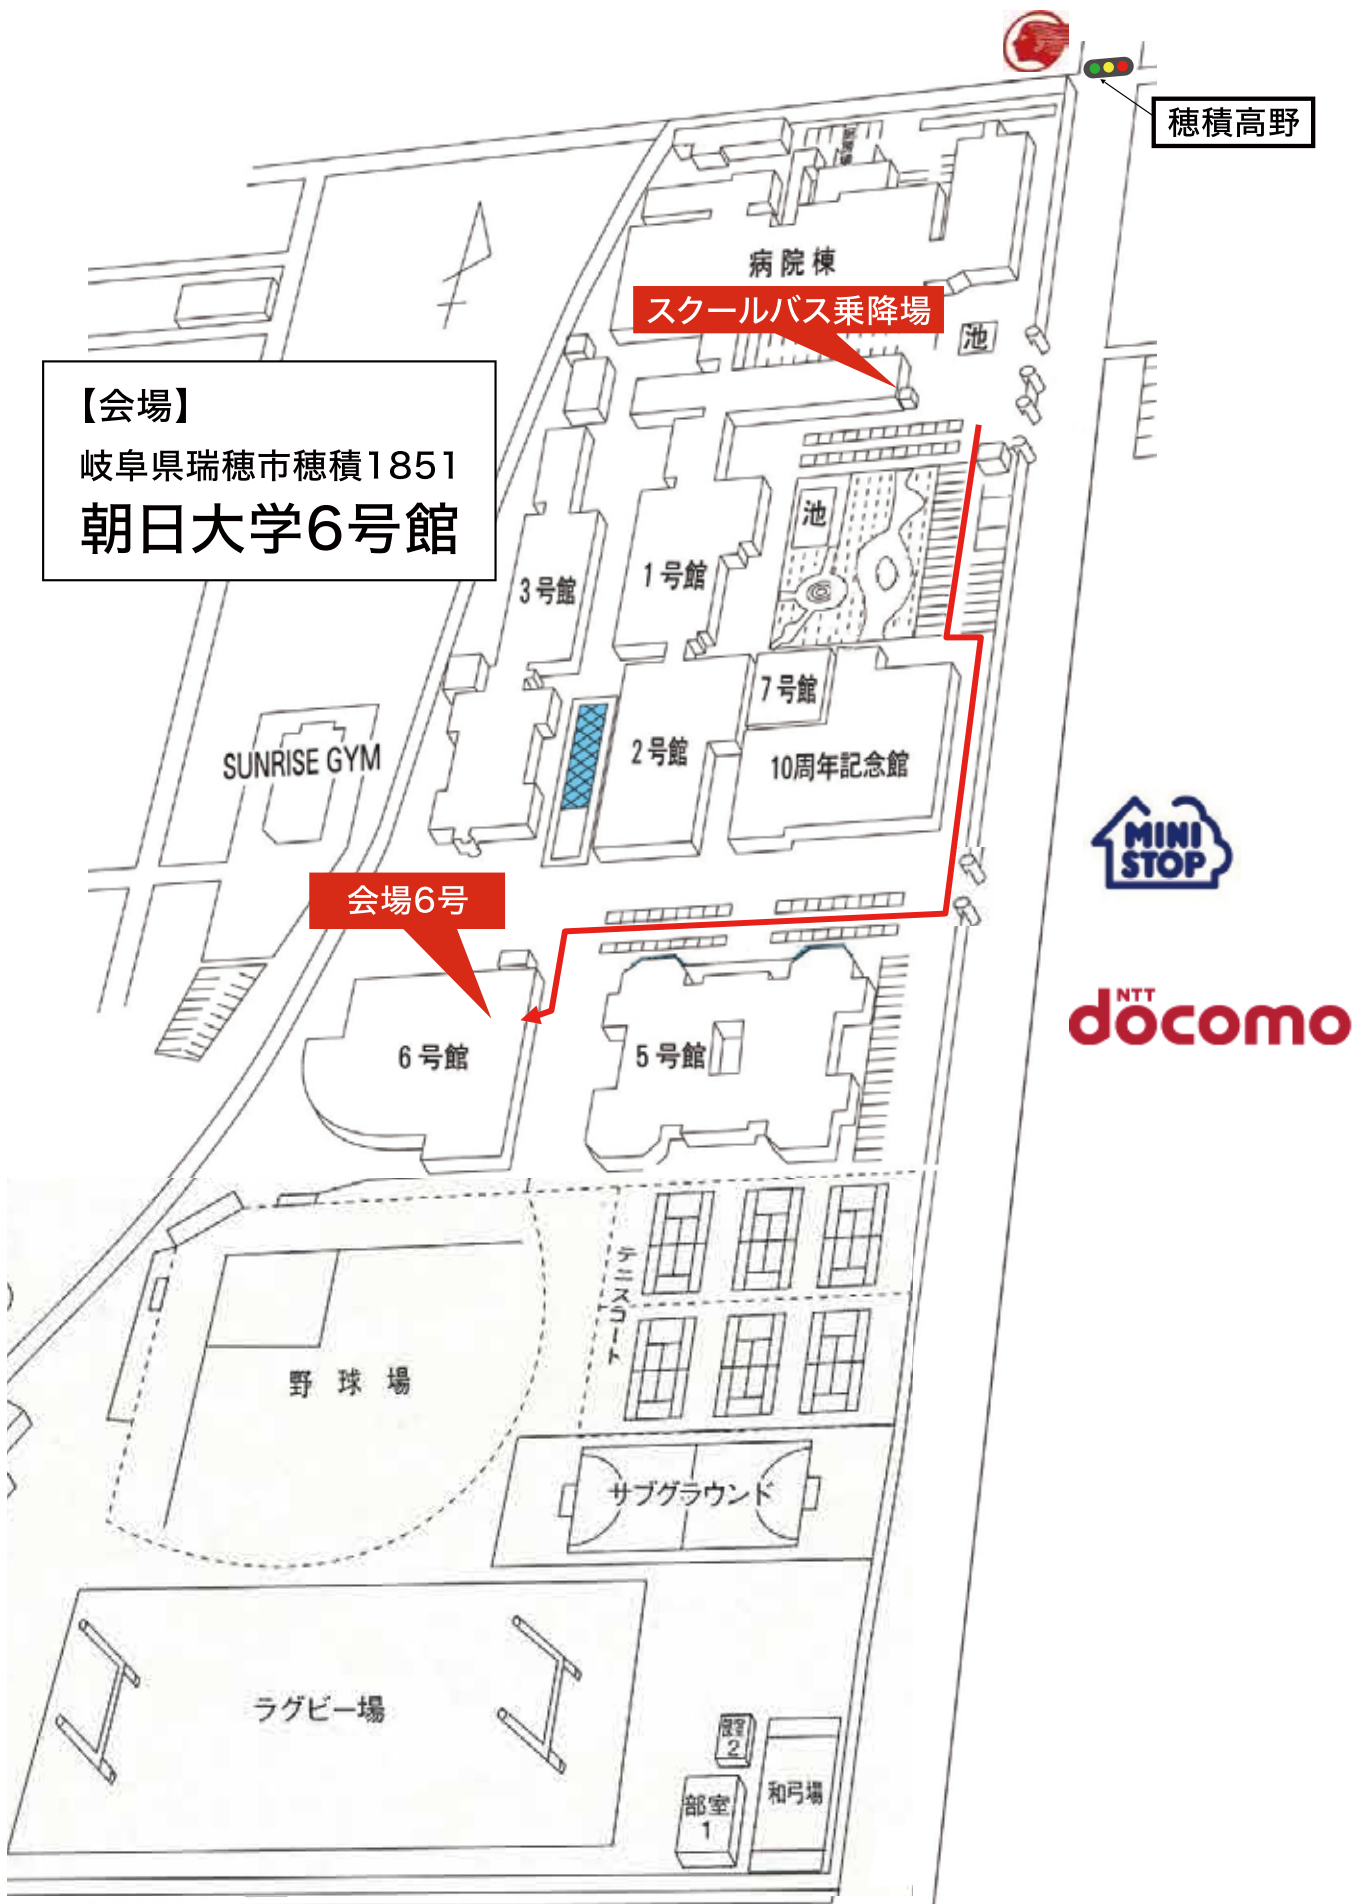 穂積高野
病院棟
スクールバス乗降場
池
【会場】
岐阜県瑞穂市穂積1851
朝日大学6号館
池
3号館
1号館
7号館
2号館
10周年記念館
SUNRISE GYM
MINI
STOP
会場6号
NTT
docomo
6号館
5号館
テニスコート
野球場
サブグラウンド
ラグビー場
部室
2
部室
1
和弓場